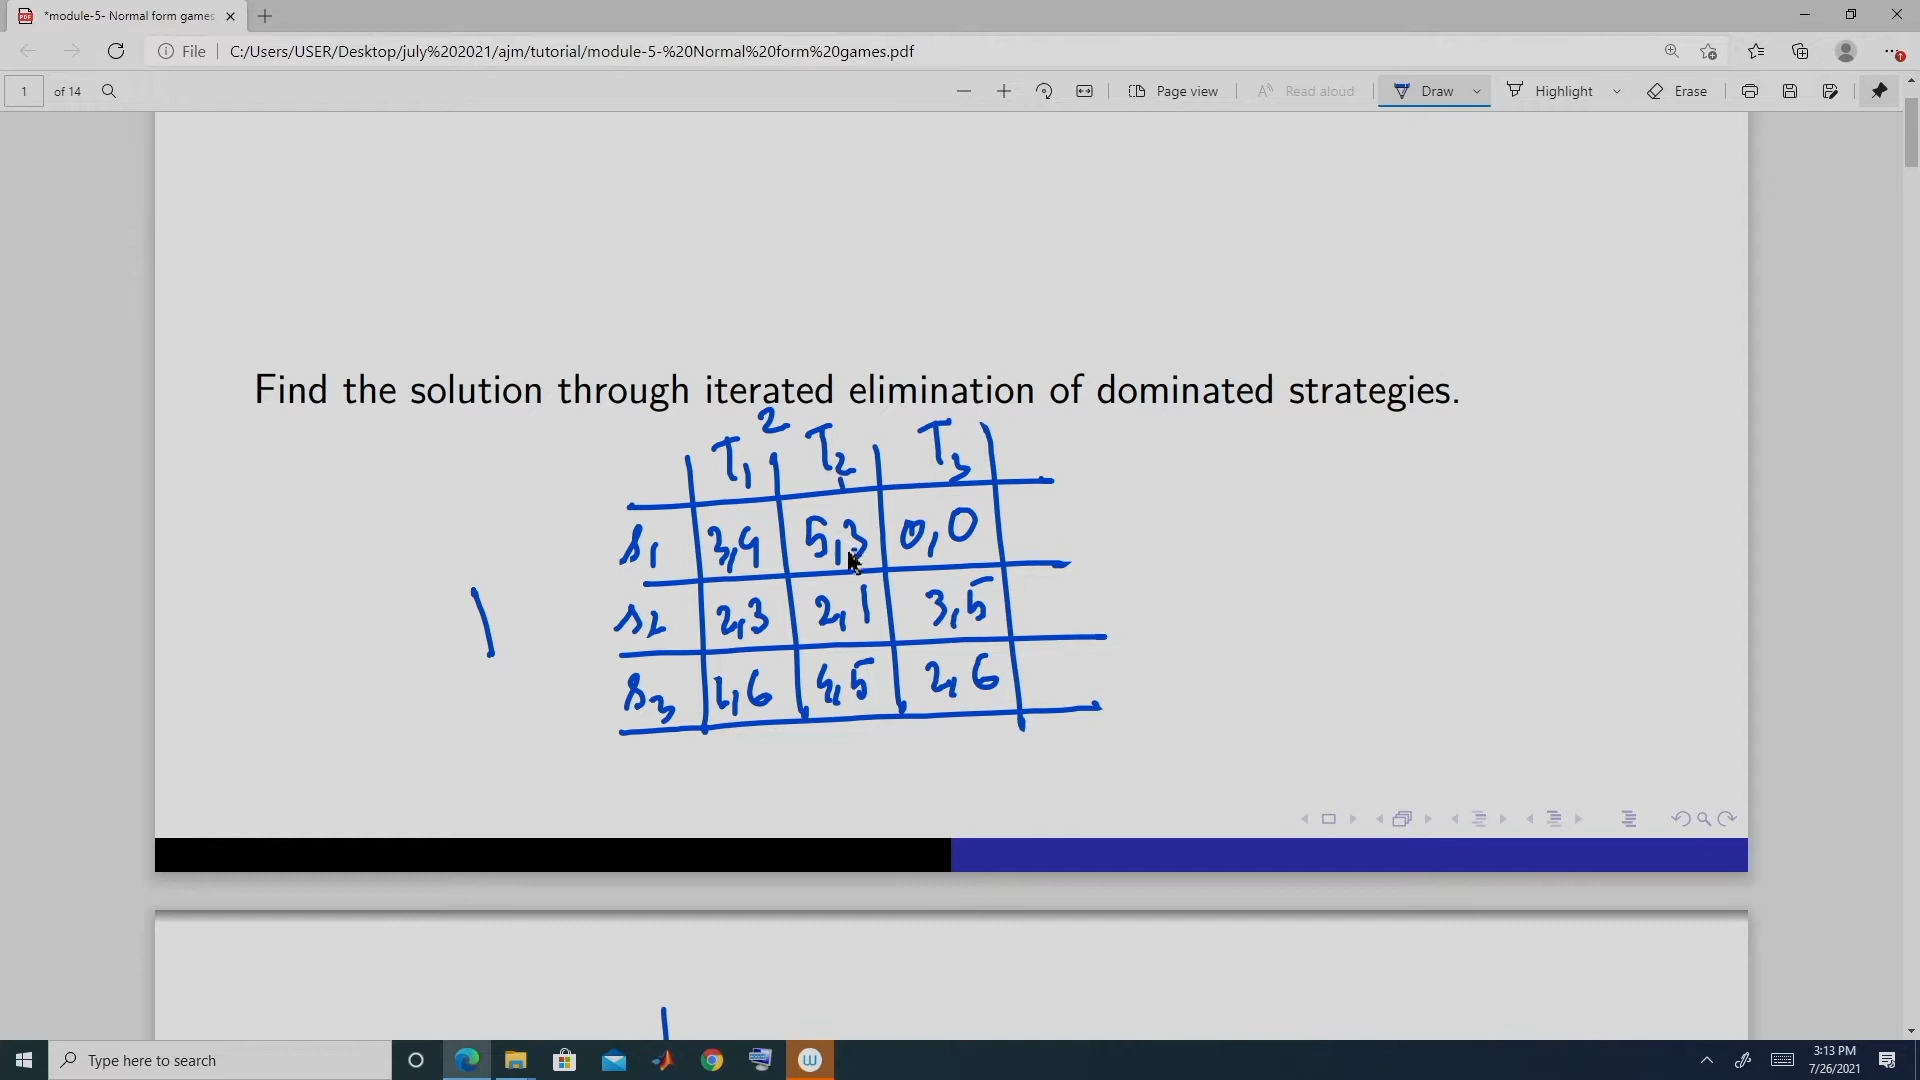 *module-5- Normal form games
File C:/Users/USER/Desktop/july%202021/ajm/tutorial/module-5-%20Normal%20form%20games.pdf
1 of 14 Page view Read aloud Draw Highlight Erase
Find the solution through iterated elimination of dominated strategies.
2
T1 T2 T3
s1 3,4 5,3 0,0
1
s2 2,3 2,1 3,5
s3 1,6 4,5 2,6
Type here to search
3:13 PM
7/26/2021